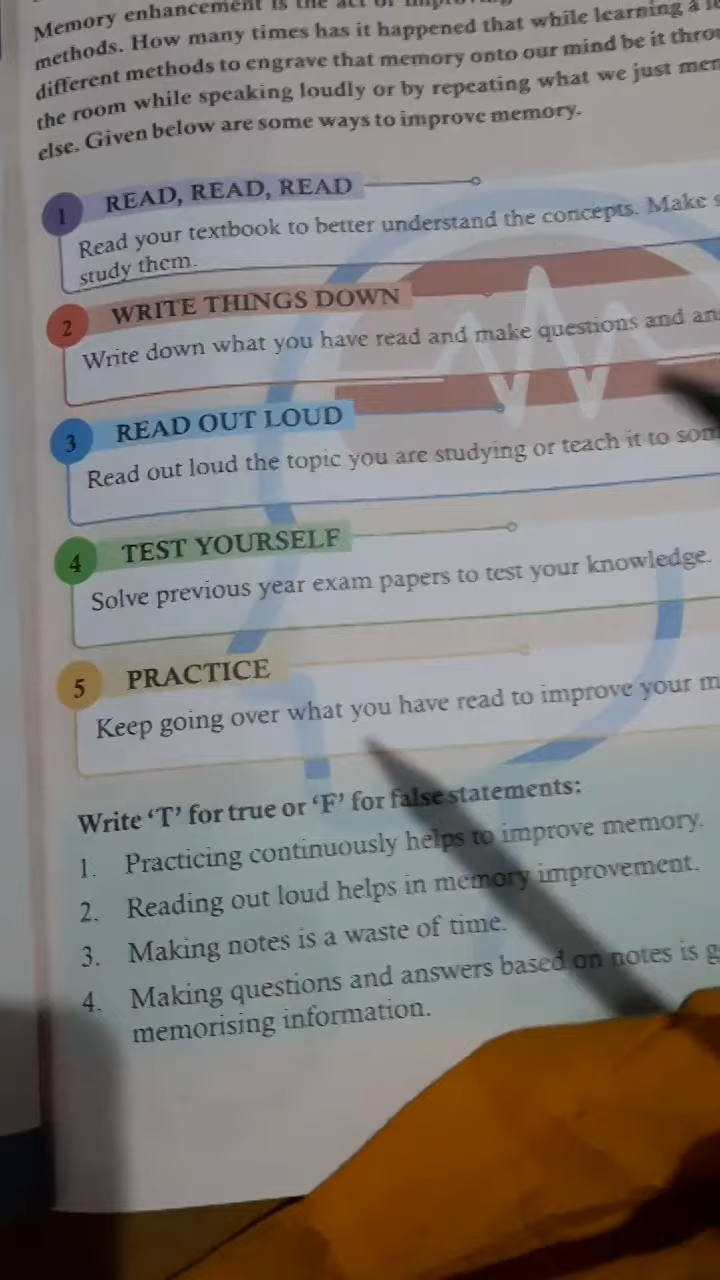 Memory enhancement is the act of
methods. How many times has it happened that while learning a
different methods to engrave that memory onto our mind be it
the room while speaking loudly or by repeating what we just
else. Given below are some ways to improve memory.
1 READ, READ, READ
Read your textbook to better understand the concepts. Make
study them.
2 WRITE THINGS DOWN
Write down what you have read and make questions and
3 READ OUT LOUD
Read out loud the topic you are studying or teach it to
4 TEST YOURSELF
Solve previous year exam papers to test your knowledge.
5 PRACTICE
Keep going over what you have read to improve your
Write ‘T’ for true or ‘F’ for false statements:
1. Practicing continuously helps to improve memory.
2. Reading out loud helps in memory improvement.
3. Making notes is a waste of time.
4. Making questions and answers based on notes is
memorising information.